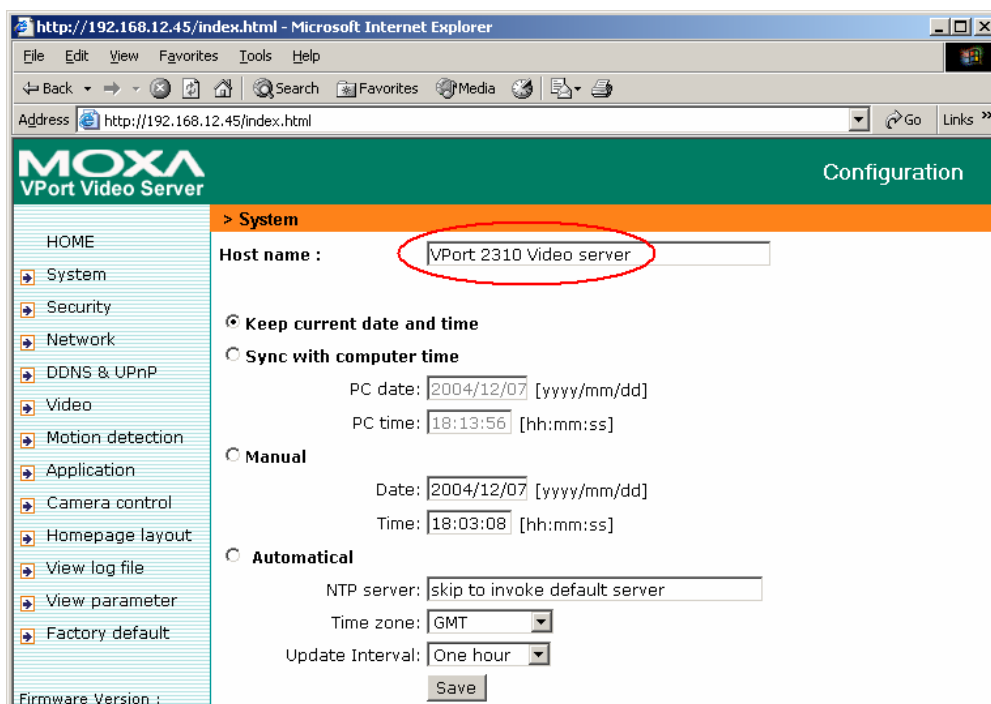 http://192.168.12.45/index.html - Microsoft Internet Explorer
File Edit View Favorites Tools Help
Back Search Favorites Media
Address http://192.168.12.45/index.html Go Links »
MOXA
VPort Video Server
Configuration
HOME
System
Security
Network
DDNS & UPnP
Video
Motion detection
Application
Camera control
Homepage layout
View log file
View parameter
Factory default
Firmware Version :
> System
Host name : VPort 2310 Video server
Keep current date and time
Sync with computer time
PC date: 2004/12/07 [yyyy/mm/dd]
PC time: 18:13:56 [hh:mm:ss]
Manual
Date: 2004/12/07 [yyyy/mm/dd]
Time: 18:03:08 [hh:mm:ss]
Automatical
NTP server: skip to invoke default server
Time zone: GMT
Update Interval: One hour
Save